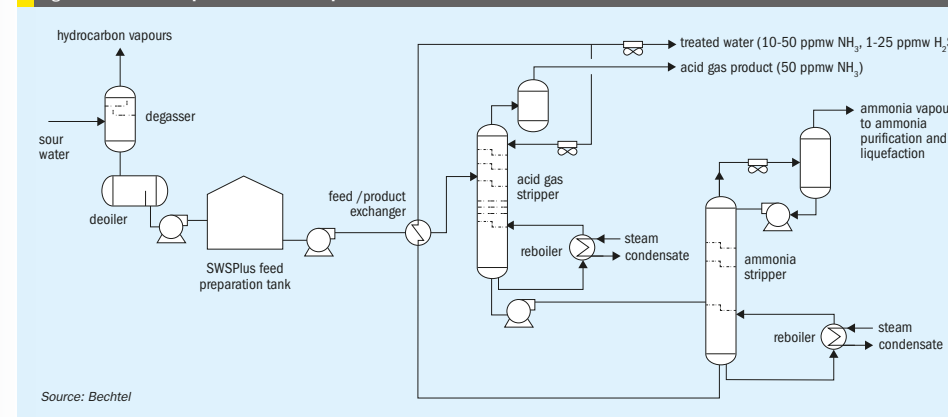 hydrocarbon vapours
degasser
sour
water
deoiler
SWSPlus feed
preparation tank
feed /product
exchanger
treated water (10-50 ppmw NH₃, 1-25 ppmw H₂S
acid gas product (50 ppmw NH₃)
acid gas
stripper
reboiler
steam
condensate
ammonia vapou
to ammonia
purification and
liquefaction
ammonia
stripper
reboiler
steam
condensate
Source: Bechtel